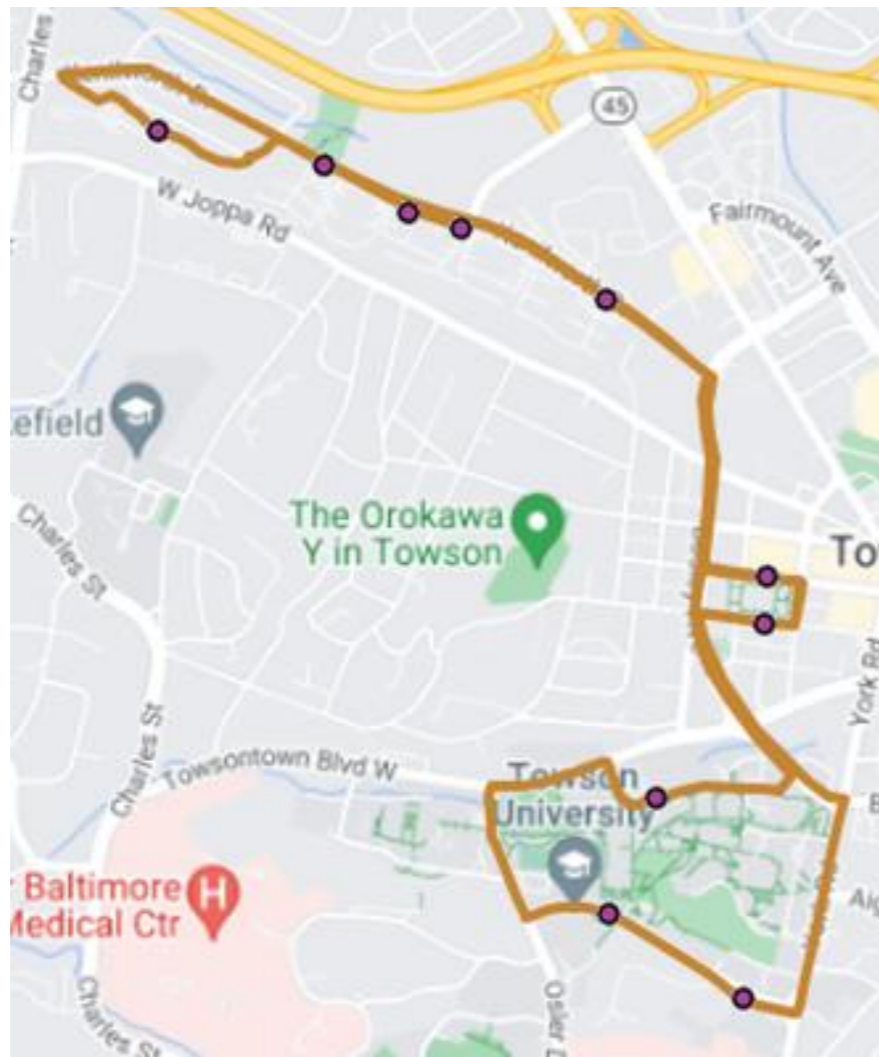 Charles
45
W Joppa Rd
Fairmount Ave
efield
The Orokawa
Y in Towson
To
Charles St
York Rd
Charles St
Towsontown Blvd W
Towson
University
Baltimore
Medical Ctr
Aig
Osler D
Charles St